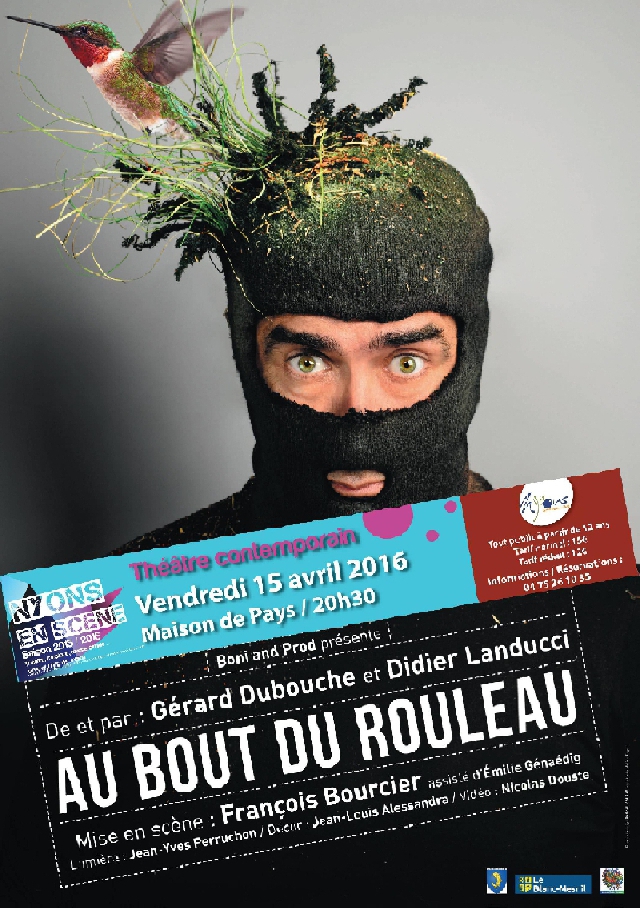 Théâtre contemporain
Vendredi 15 avril 2016
Maison de Pays / 20h30
NYONS
EN SCÈNE
Saison 2015 / 2016
Nyons
Tout public à partir de 12 ans
Tarif normal : 15€
Tarif réduit : 12€
Informations / Réservations :
04 75 26 10 35
Boni and Prod présente
De et par : Gérard Dubouche et Didier Landucci
AU BOUT DU ROULEAU
Mise en scène : François Bourcier assisté d'Émilie Génaédig
Lumière : Jean-Yves Perruchon / Décor : Jean-Louis Alessandra / Vidéo : Nicolas Douste
Le
Blanc-Mesnil